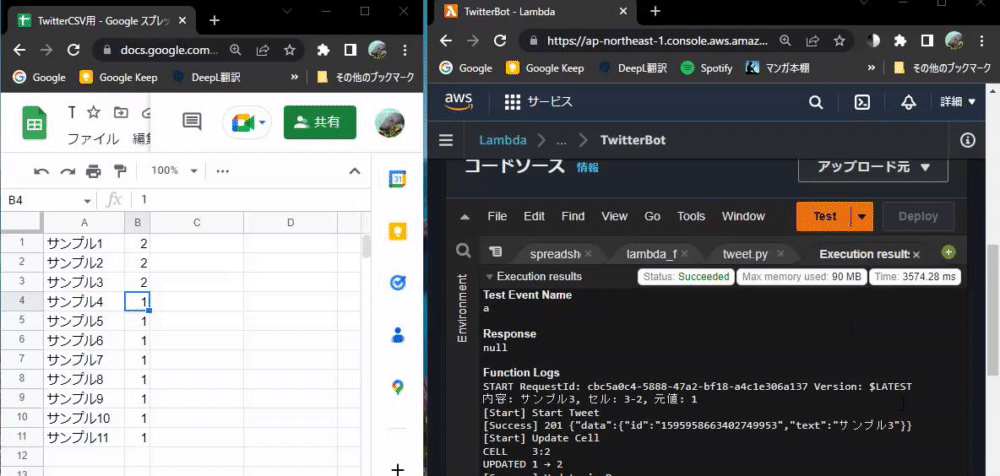 TwitterCSV用 - Google スプレッ
docs.google.com...
Google
Google Keep
DeepL翻訳
»
その他のブックマーク
T
ファイル
編集
共有
100%
...
B4
fx
1
A B C D
1 サンプル1 2
2 サンプル2 2
3 サンプル3 2
4 サンプル4 1
5 サンプル5 1
6 サンプル6 1
7 サンプル7 1
8 サンプル8 1
9 サンプル9 1
10 サンプル10 1
11 サンプル11 1
12
31
TwitterBot - Lambda
https://ap-northeast-1.console.aws.amaz...
Google
Google Keep
DeepL翻訳
Spotify
マンガ本棚
»
その他のブックマーク
aws
サービス
詳細
Lambda > ... > TwitterBot
コードソース 情報
アップロード元
File Edit Find View Go Tools Window
Test
Deploy
spreadshe
lambda_f
tweet.py
Execution results
Environment
Execution results
Status: Succeeded
Max memory used: 90 MB
Time: 3574.28 ms
Test Event Name
a
Response
null
Function Logs
START RequestId: cbc5a0c4-5888-47a2-bf18-a4c1e306a137 Version: $LATEST
内容: サンプル3, セル: 3-2, 元値: 1
[Start] Start Tweet
[Success] 201 {"data":{"id":"1595958663402749953","text":"サンプル3"}}
[Start] Update Cell
CELL 3:2
UPDATED 1 → 2